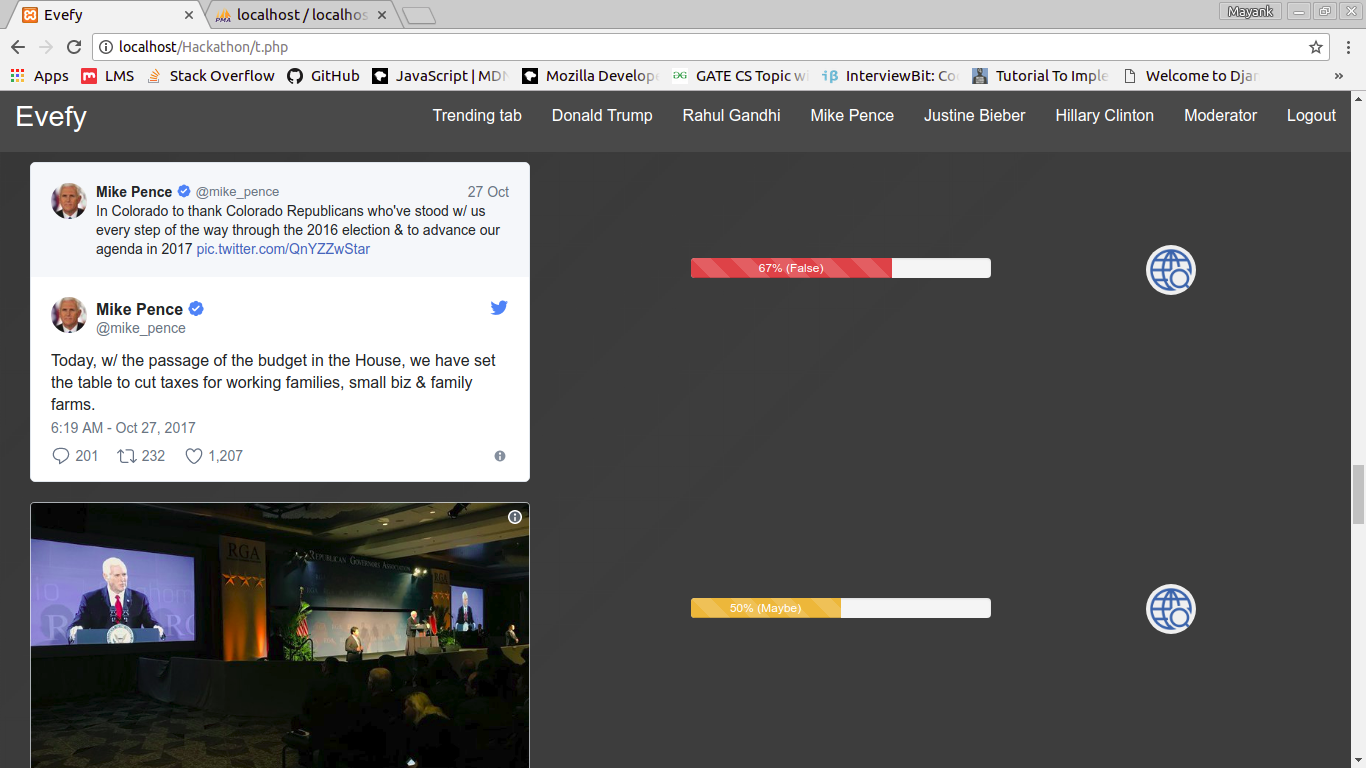 Evefy
localhost / localhos
Mayank
localhost/Hackathon/t.php
Apps
LMS
Stack Overflow
GitHub
JavaScript | MDN
Mozilla Develope
GATE CS Topic wi
InterviewBit: Co
Tutorial To Imple
Welcome to Djan
»
Evefy
Trending tab
Donald Trump
Rahul Gandhi
Mike Pence
Justine Bieber
Hillary Clinton
Moderator
Logout
Mike Pence @mike_pence 27 Oct
In Colorado to thank Colorado Republicans who've stood w/ us
every step of the way through the 2016 election & to advance our
agenda in 2017 pic.twitter.com/QnYZZwStar
67% (False)
Mike Pence
@mike_pence
Today, w/ the passage of the budget in the House, we have set
the table to cut taxes for working families, small biz & family
farms.
6:19 AM - Oct 27, 2017
201 232 1,207
RGA
REPUBLICAN GOVERNORS ASSOCIATION
50% (Maybe)